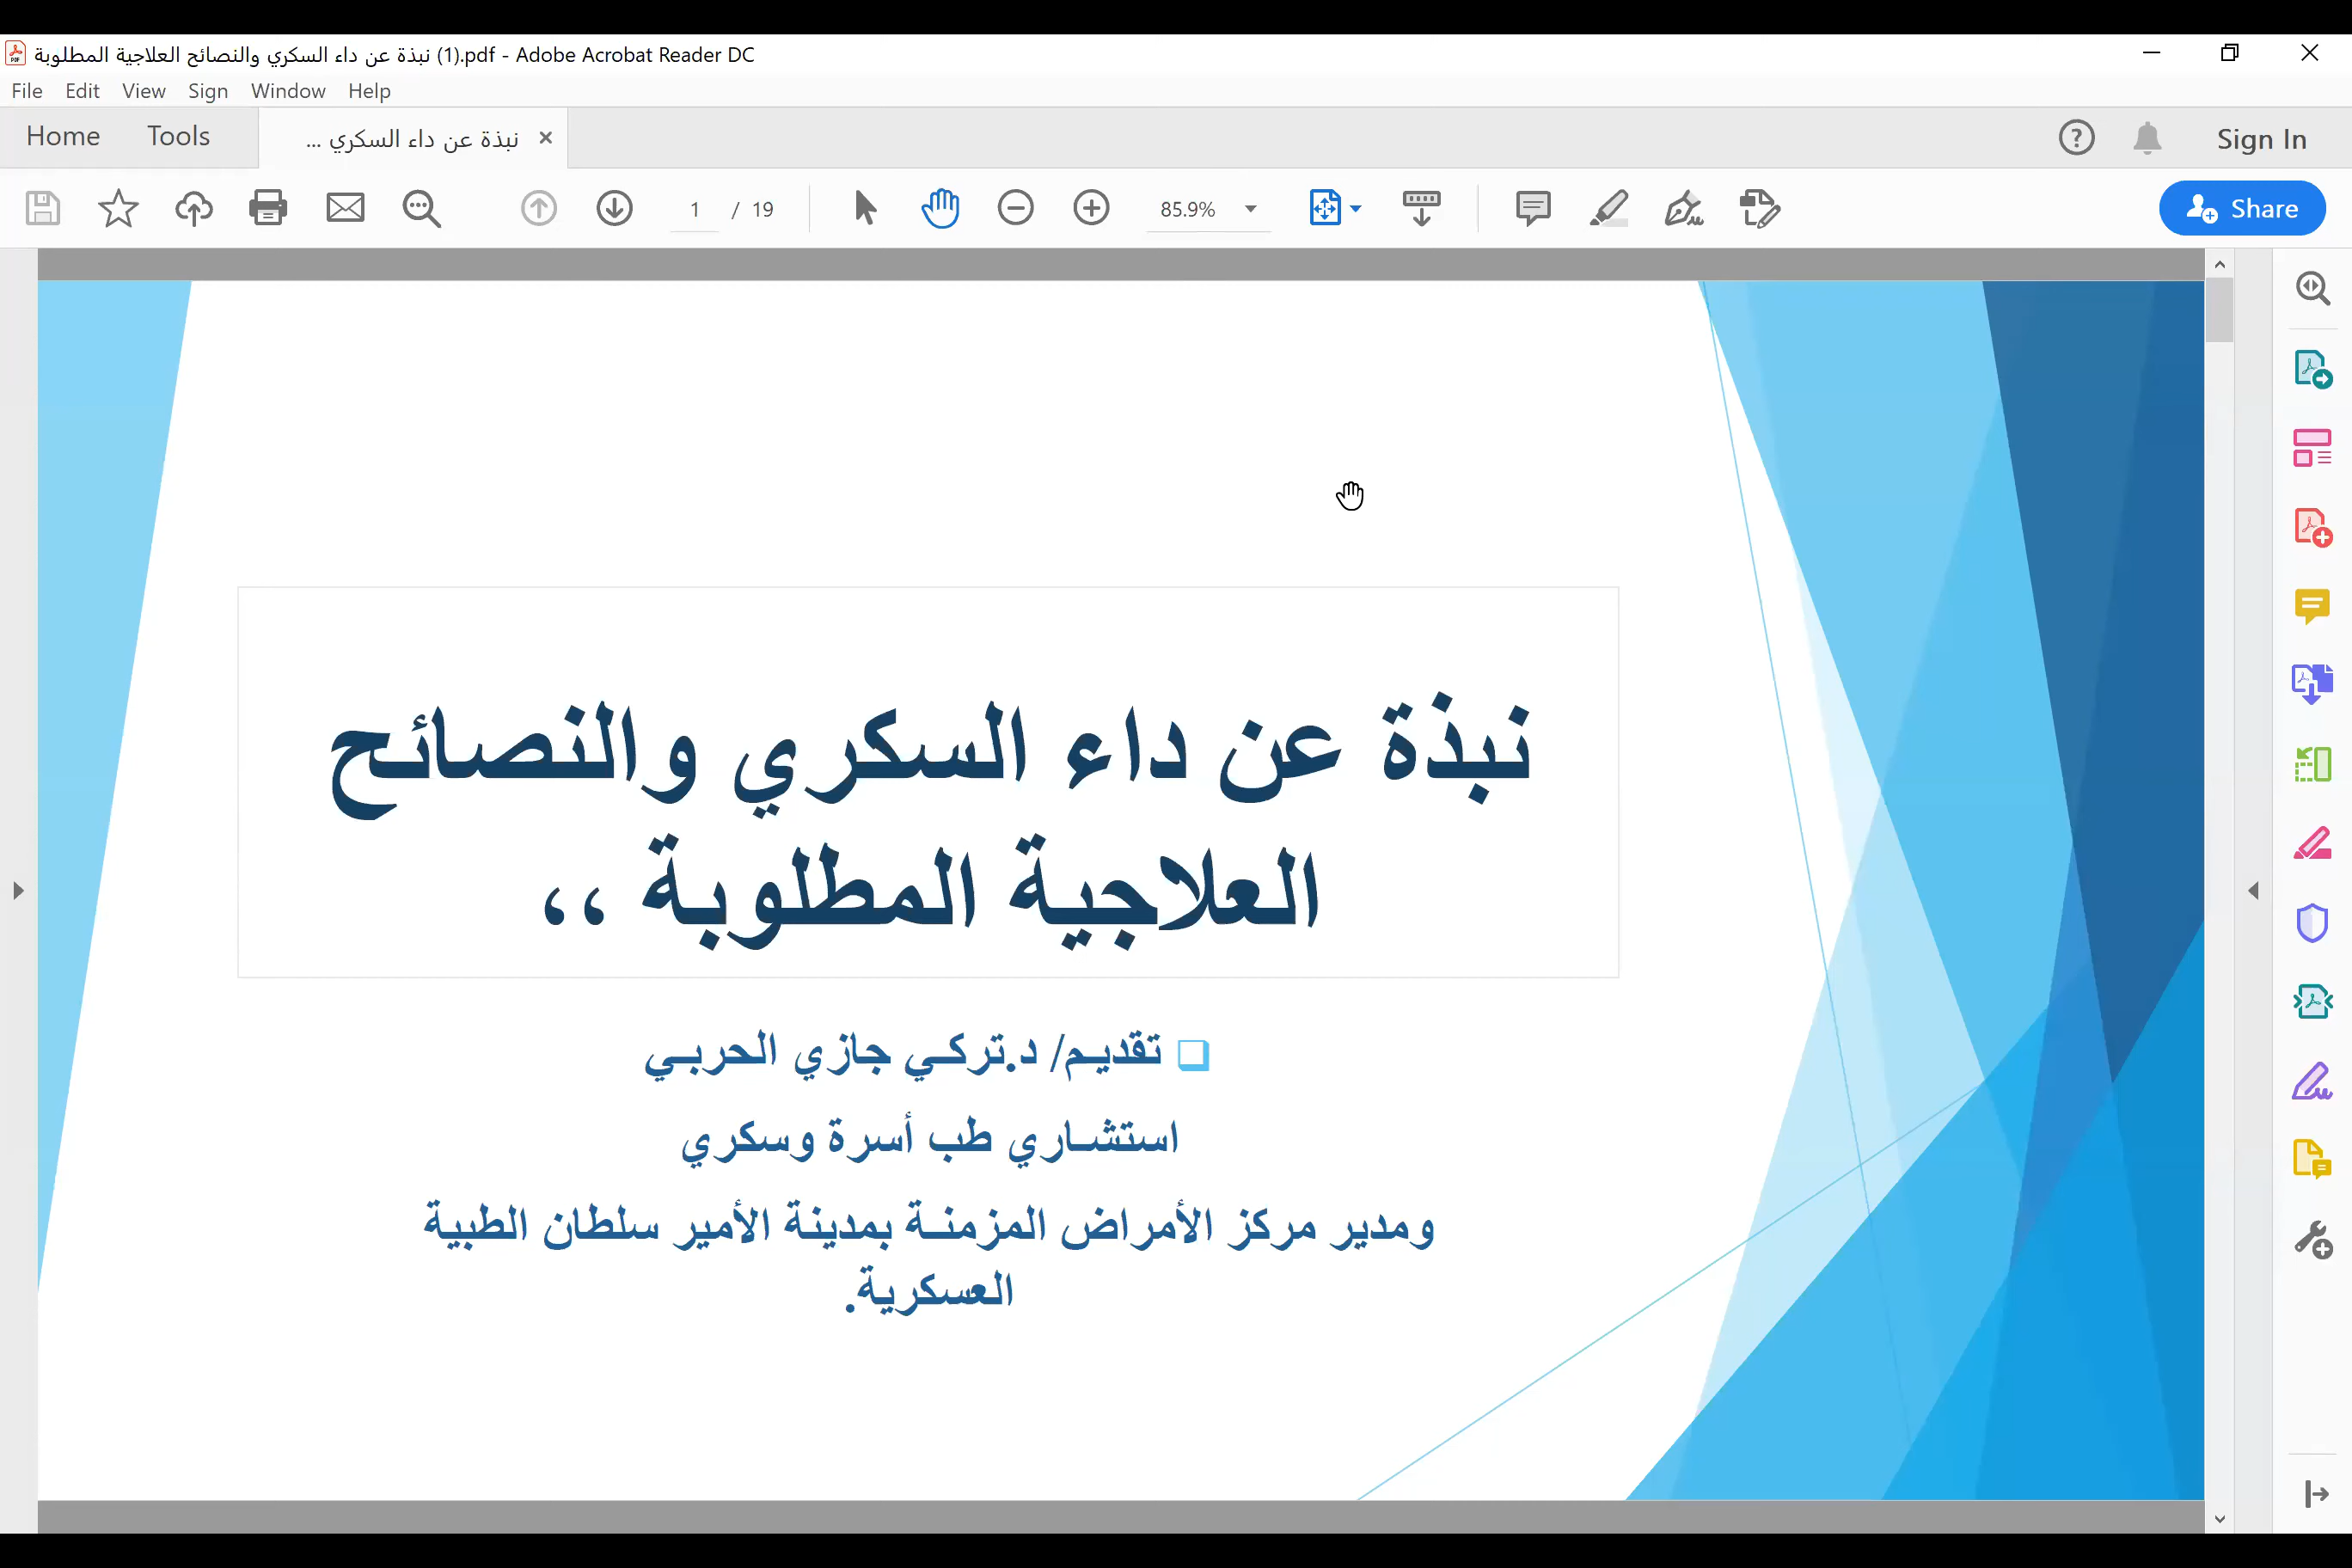 نبذة عن داء السكري والنصائح العلاجية المطلوبة (1).pdf - Adobe Acrobat Reader DC
File Edit View Sign Window Help
Home Tools نبذة عن داء السكري ... Sign In
1 / 19 85.9% Share
نبذة عن داء السكري والنصائح
العلاجية المطلوبة ،،
تقديم/ د.تركي جازي الحربي
استشاري طب أسرة وسكري
ومدير مركز الأمراض المزمنة بمدينة الأمير سلطان الطبية
العسكرية.